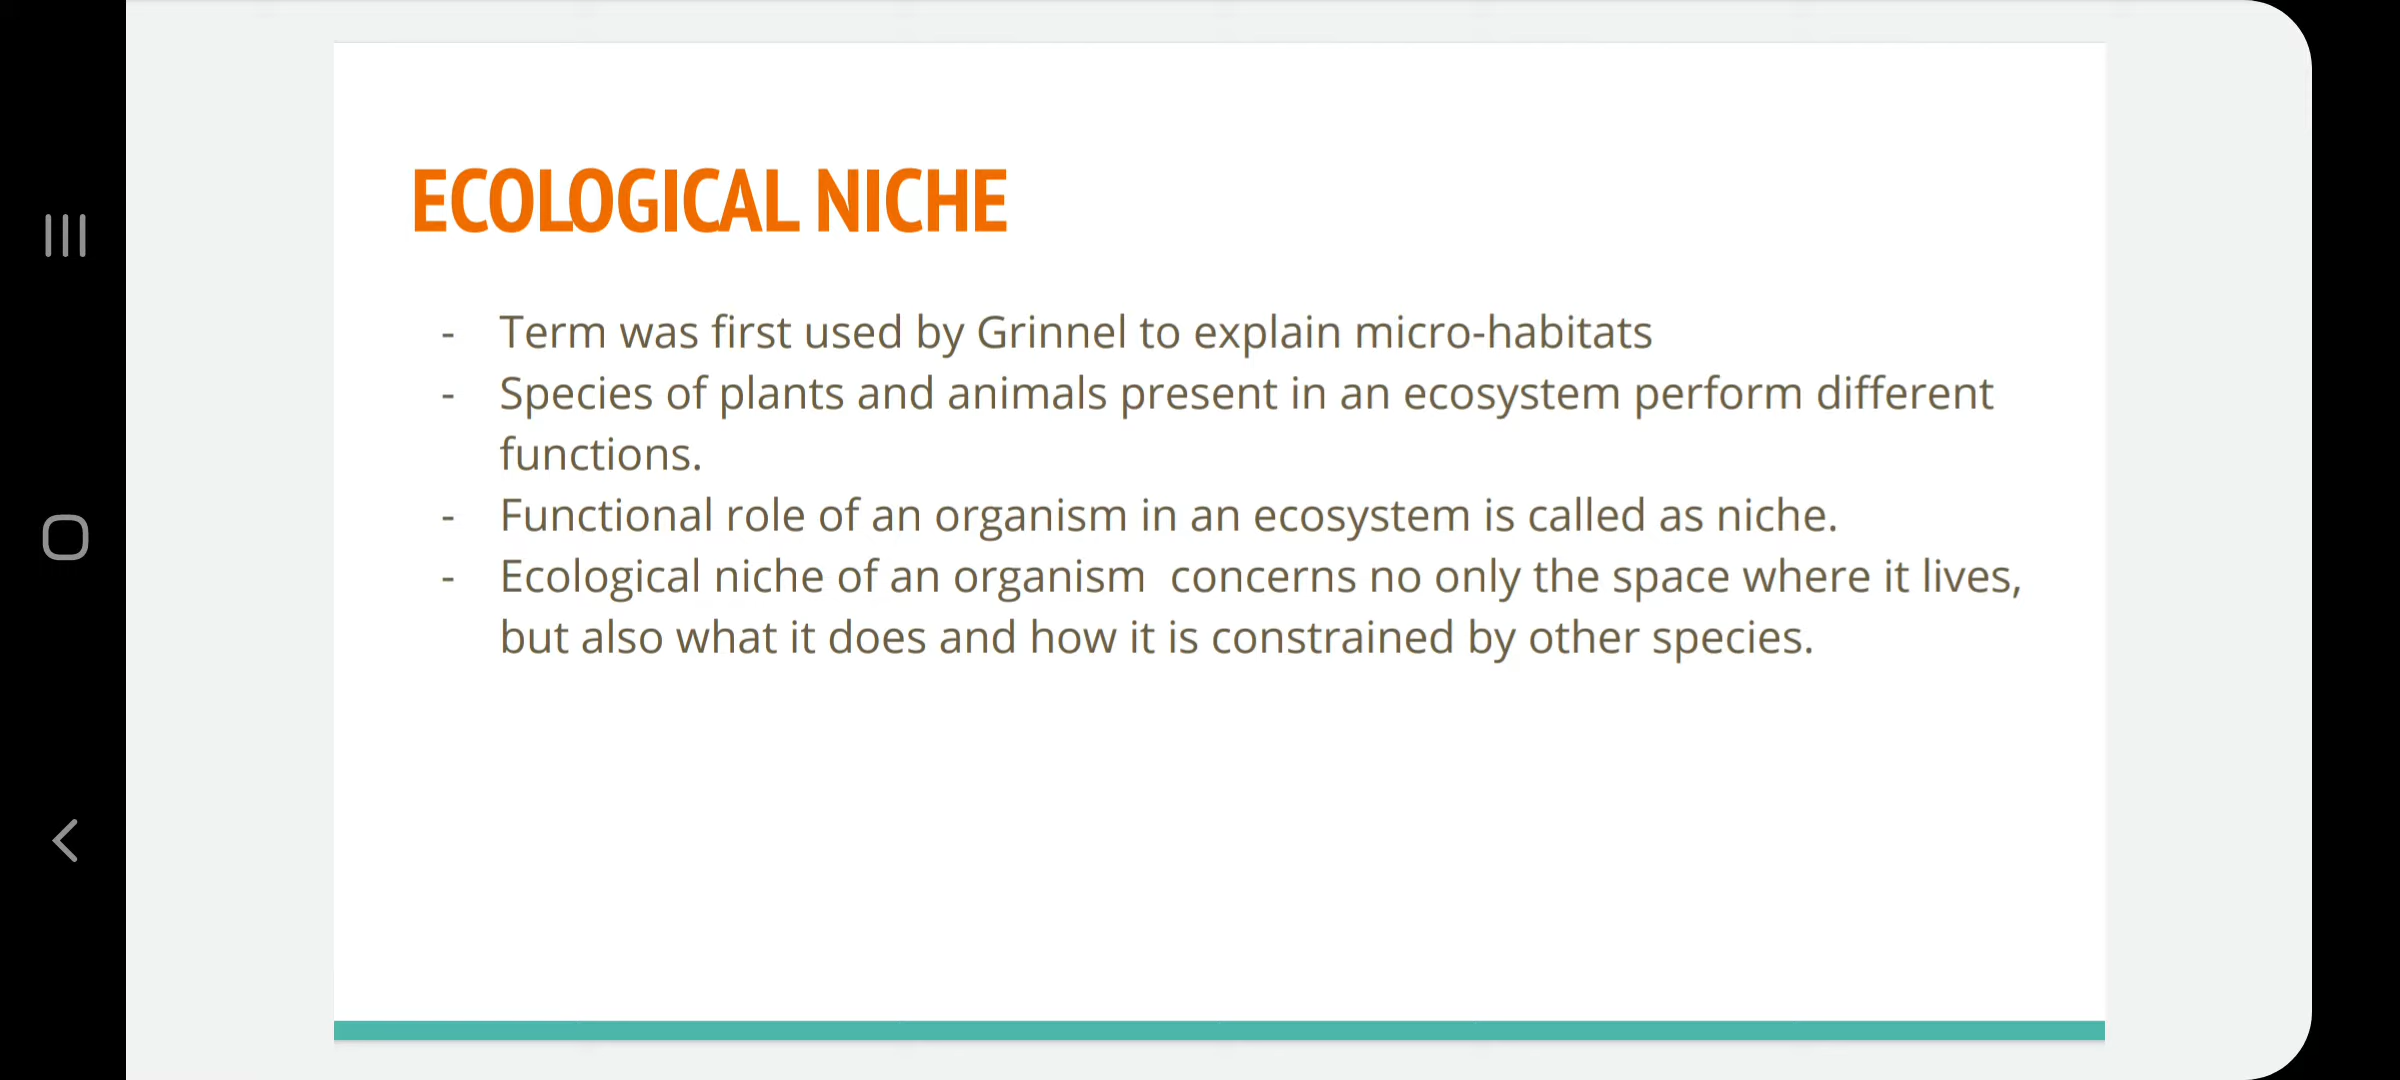 ECOLOGICAL NICHE
- Term was first used by Grinnel to explain micro-habitats
- Species of plants and animals present in an ecosystem perform different
functions.
- Functional role of an organism in an ecosystem is called as niche.
- Ecological niche of an organism  concerns no only the space where it lives,
but also what it does and how it is constrained by other species.